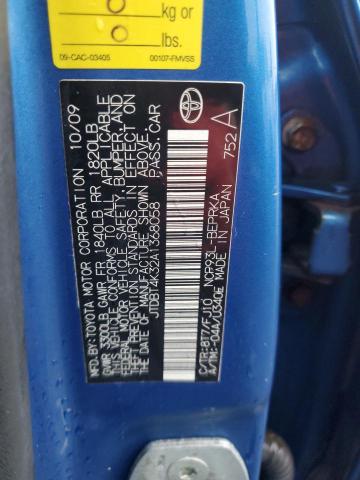 kg or
lbs.
09-CAC-03405 00107-FMVSS
MFD.BY:TOYOTA MOTOR CORPORATION 10/09
GVWR 3300LB GAWR FR 1840LB RR 1820LB
THIS VEHICLE CONFORMS TO ALL APPLICABLE
FEDERAL MOTOR VEHICLE SAFETY, BUMPER, AND
THEFT PREVENTION STANDARDS IN EFFECT ON
THE DATE OF MANUFACTURE SHOWN ABOVE.
JTDBT4K32A1368058 PASS.CAR
C/TR:8T7/FJ10 NCP93L-BEPRKA
A/TM:-04A/U340E MADE IN JAPAN
752 A